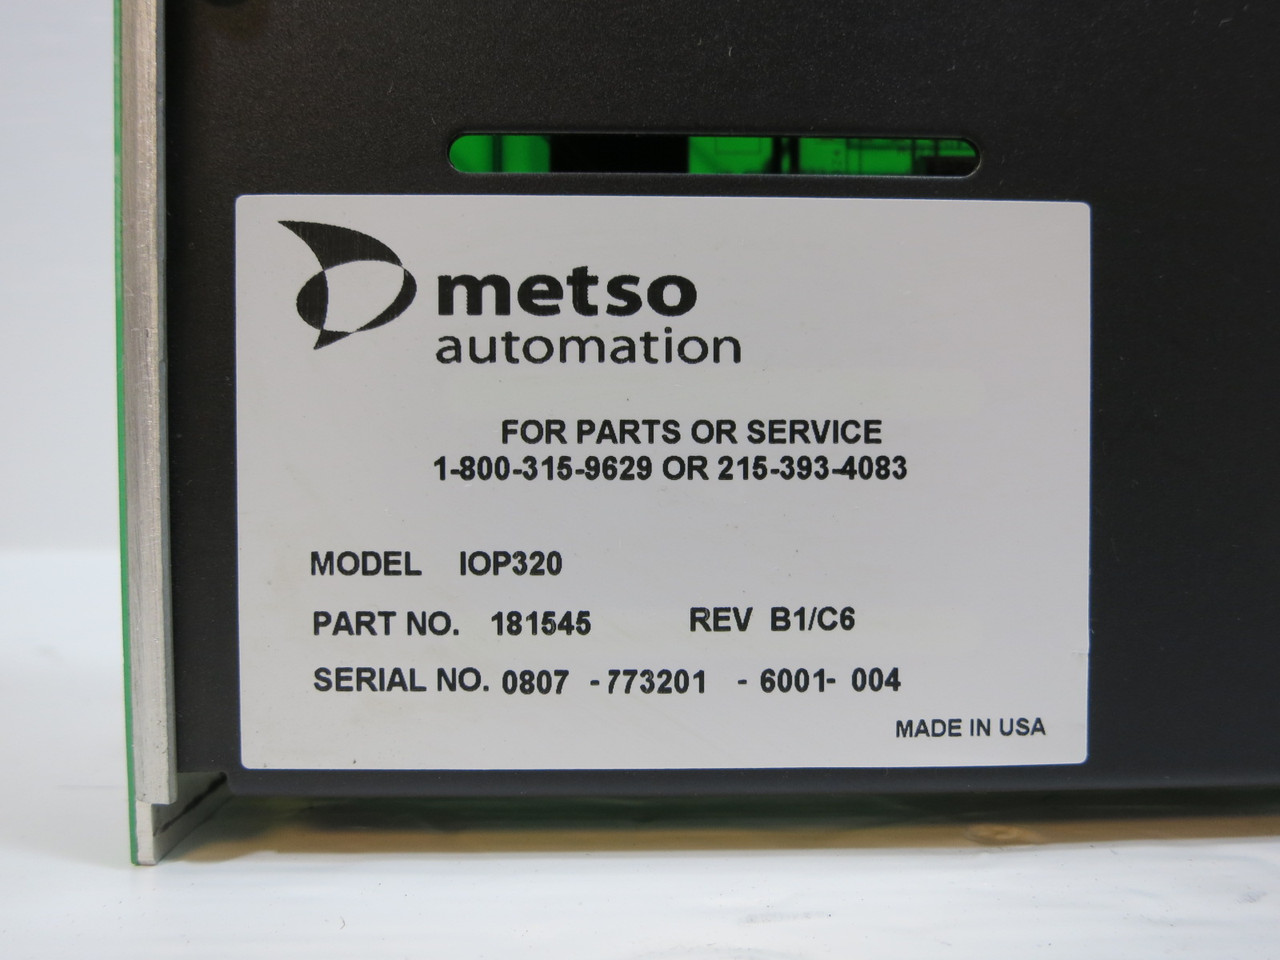 metso
automation
FOR PARTS OR SERVICE
1-800-315-9629 OR 215-393-4083
MODEL IOP320
PART NO. 181545 REV B1/C6
SERIAL NO. 0807 -773201 - 6001- 004
MADE IN USA